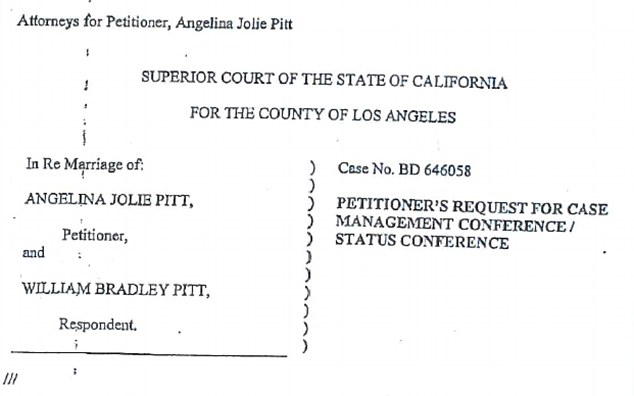 Attorneys for Petitioner, Angelina Jolie Pitt
SUPERIOR COURT OF THE STATE OF CALIFORNIA
FOR THE COUNTY OF LOS ANGELES
In Re Marriage of:
ANGELINA JOLIE PITT,
Petitioner,
and
WILLIAM BRADLEY PITT,
Respondent.
)
)
)
)
)
)
)
)
)
)
)
Case No. BD 646058
PETITIONER'S REQUEST FOR CASE
MANAGEMENT CONFERENCE /
STATUS CONFERENCE
///